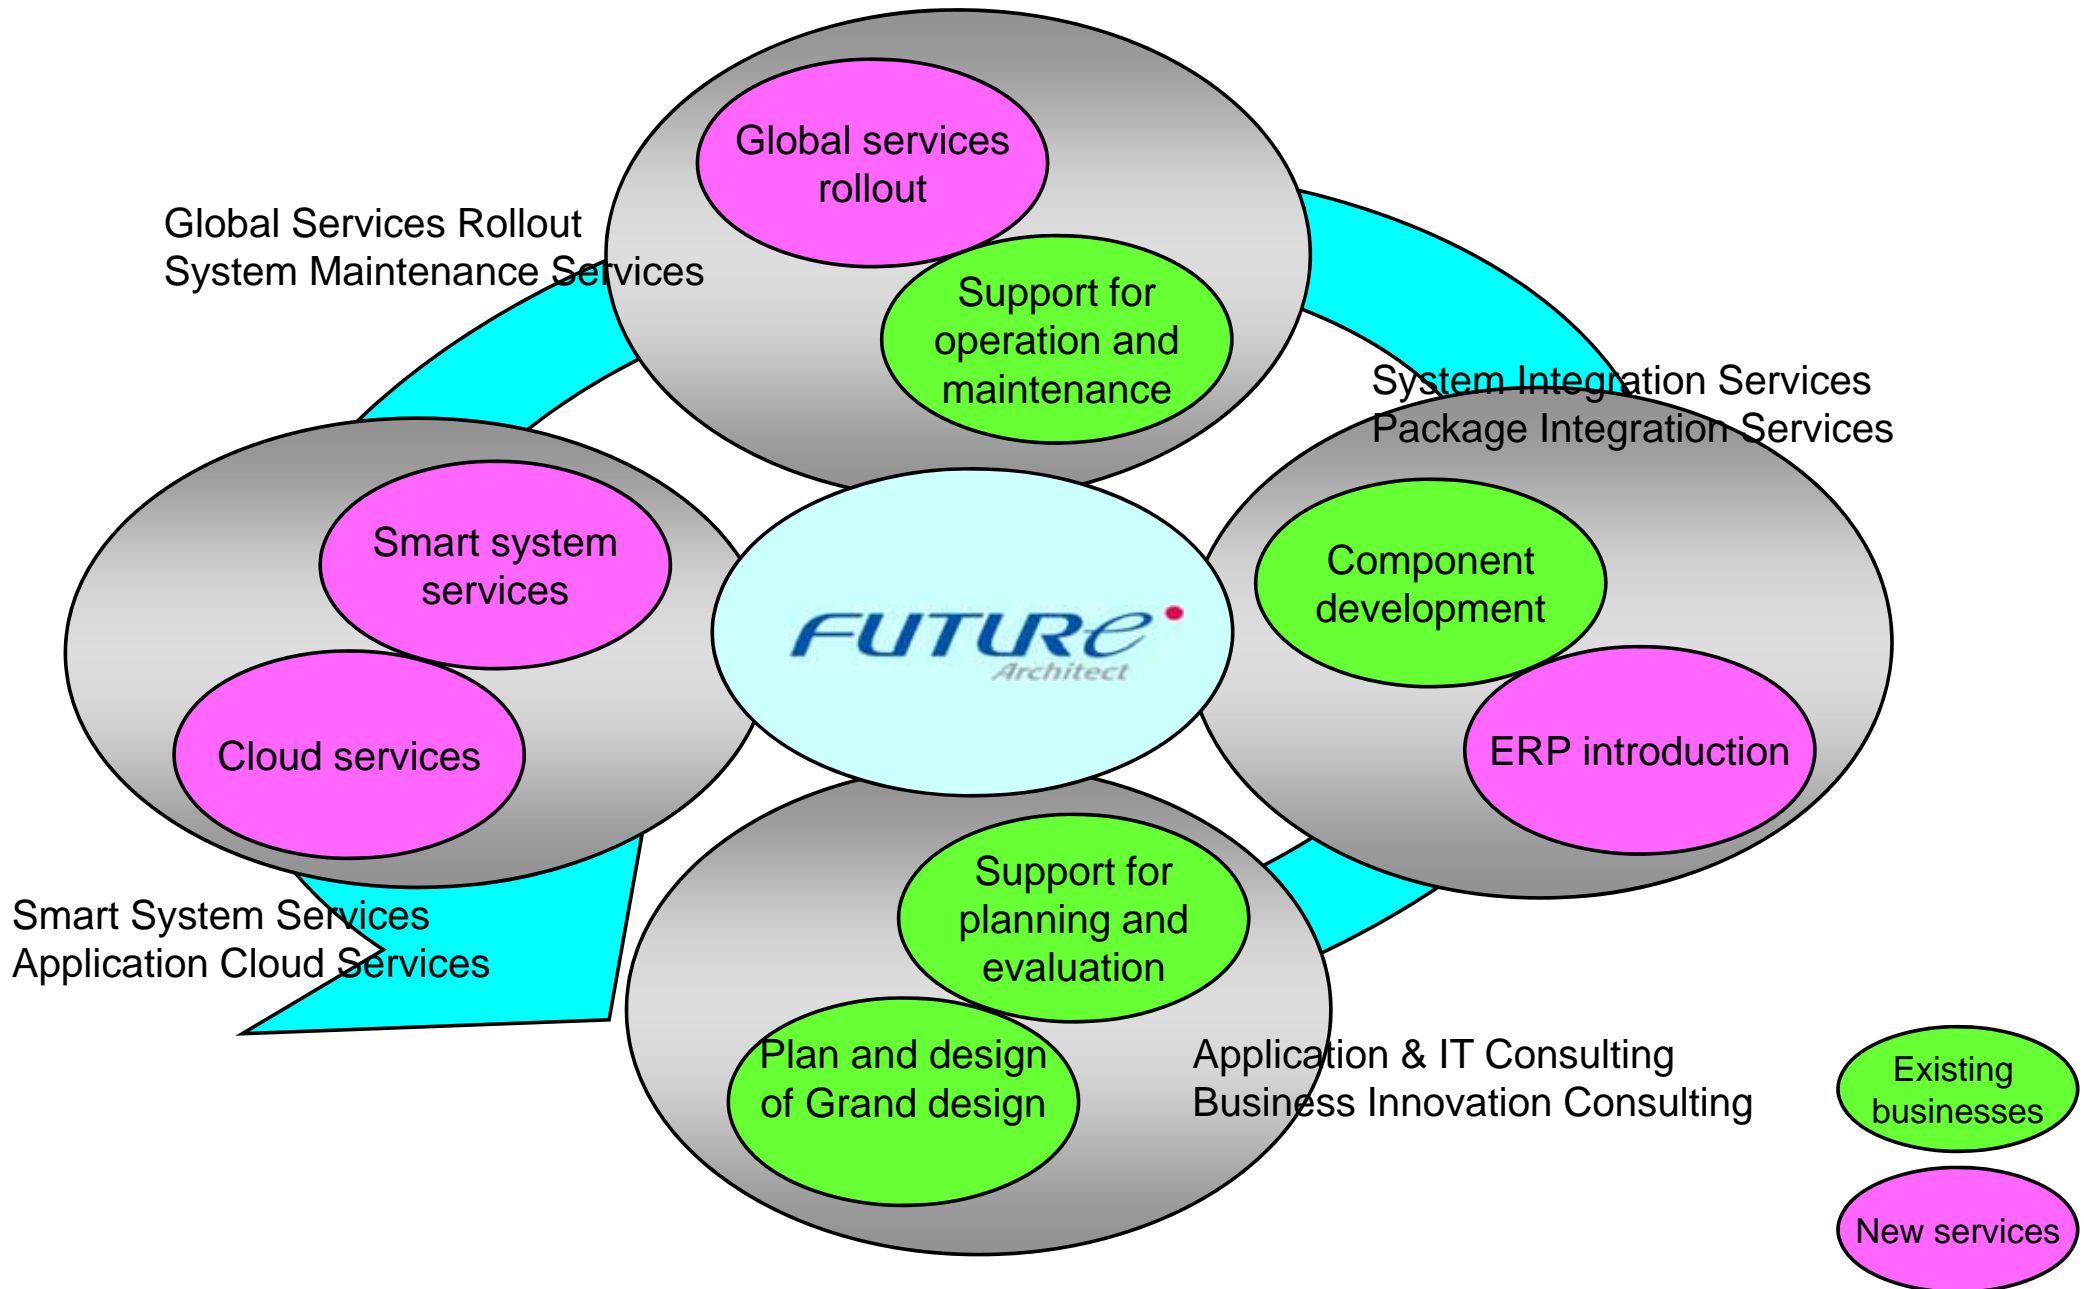 Global services
rollout
Global Services Rollout
System Maintenance Services
Support for
operation and
maintenance
System Integration Services
Package Integration Services
Smart system
services
Component
development
FUTURe
Architect
Cloud services
ERP introduction
Support for
planning and
evaluation
Smart System Services
Application Cloud Services
Plan and design
of Grand design
Application & IT Consulting
Business Innovation Consulting
Existing
businesses
New services